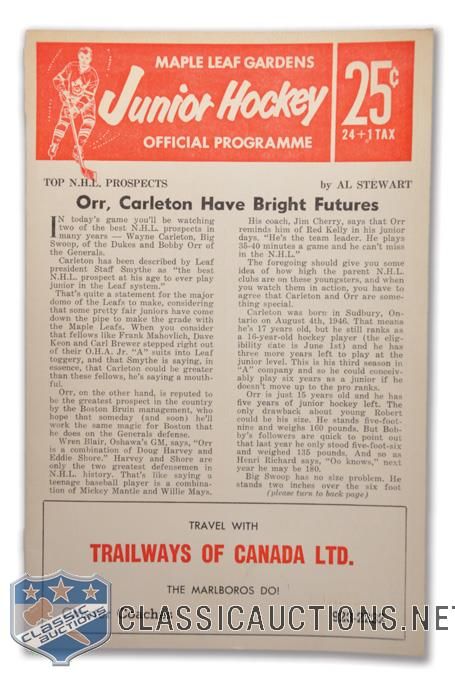 MAPLE LEAF GARDENS
Junior Hockey
OFFICIAL PROGRAMME
25¢
24 + 1 TAX
TOP N.H.L. PROSPECTS
by AL STEWART
Orr, Carleton Have Bright Futures
IN today's game you'll be watching
two of the best N.H.L. prospects in
many years — Wayne Carleton, Big
Swoop, of the Dukes and Bobby Orr of
the Generals.
Carleton has been described by Leaf
president Staff Smythe as "the best
N.H.L. prospect at his age to ever play
junior in the Leaf system."
That's quite a statement for the major
domo of the Leafs to make, considering
that some pretty fair juniors have come
down the pipe to make the grade with
the Maple Leafs. When you consider
that fellows like Frank Mahovlich, Dave
Keon and Carl Brewer stepped right out
of their O.H.A. Jr. "A" suits into Leaf
toggery, and that Smythe is saying, in
essence, that Carleton could be greater
than these fellows, he's saying a mouth-
ful.
Orr, on the other hand, is reputed to
be the greatest prospect in the country
by the Boston Bruin management, who
hope that someday (and soon) he'll
work the same magic for Boston that
he does on the Generals defense.
Wren Blair, Oshawa's GM, says, "Orr
is a combination of Doug Harvey and
Eddie Shore." Harvey and Shore are
only the two greatest defensemen in
N.H.L. history. That's like saying a
teenage baseball player is a combina-
tion of Mickey Mantle and Willie Mays.
His coach, Jim Cherry, says that Orr
reminds him of Red Kelly in his junior
days. "He's the team leader. He plays
35-40 minutes a game and he can't miss
in the N.H.L."
The foregoing should give you some
idea of how high the parent N.H.L.
clubs are on these youngsters, and when
you watch them in action, you have to
agree that Carleton and Orr are some-
thing special.
Carleton was born in Sudbury, On-
tario on August 4th, 1946. That means
he's 17 years old, but he still ranks as
a 16-year-old hockey player (the elig-
ibility date is June 1st) and he has
three more years left to play at the
junior level. This is his third season in
"A" company and so he could conceiv-
ably play six years as a junior if he
doesn't move up to the pro ranks.
Orr is just 15 years old and he has
five years of junior hockey left. The
only drawback about young Robert
could be his size. He stands five-foot-
nine and weighs 160 pounds. But Bob-
by's followers are quick to point out
that last year he only stood five-foot-six
and weighed 135 pounds. And so as
Henri Richard says, "Oo knows," next
year he may be 180.
Big Swoop has no size problem. He
stands two inches over the six foot
(please turn to back page)
TRAVEL WITH
TRAILWAYS OF CANADA LTD.
THE MARLBOROS DO!
Coaches
CLASSIC
AUCTIONS
CLASSICAUCTIONS.NET